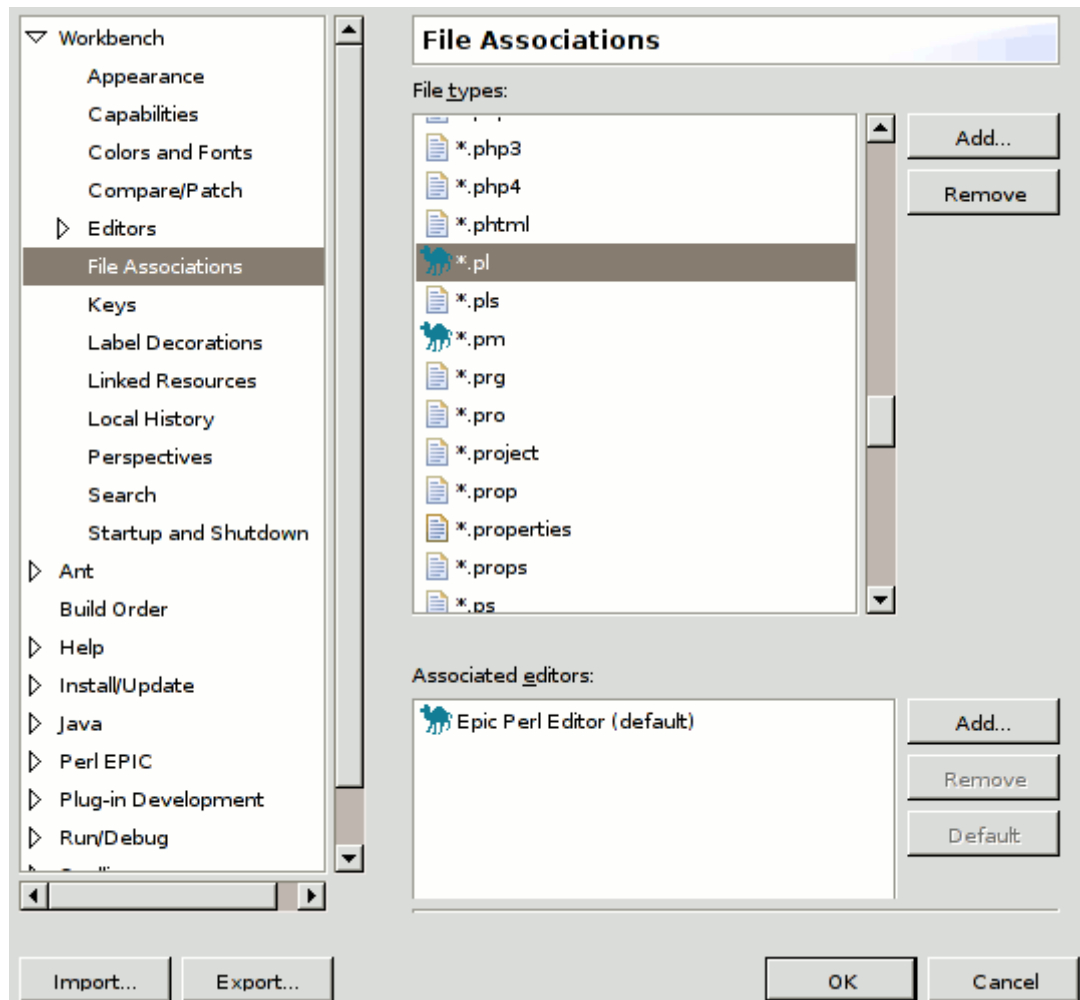 Workbench
Appearance
Capabilities
Colors and Fonts
Compare/Patch
Editors
File Associations
Keys
Label Decorations
Linked Resources
Local History
Perspectives
Search
Startup and Shutdown
Ant
Build Order
Help
Install/Update
Java
Perl EPIC
Plug-in Development
Run/Debug
Import...
Export...
File Associations
File types:
*.php3
*.php4
*.phtml
*.pl
*.pls
*.pm
*.prg
*.pro
*.project
*.prop
*.properties
*.props
*.ps
Add...
Remove
Associated editors:
Epic Perl Editor (default)
Add...
Remove
Default
OK
Cancel